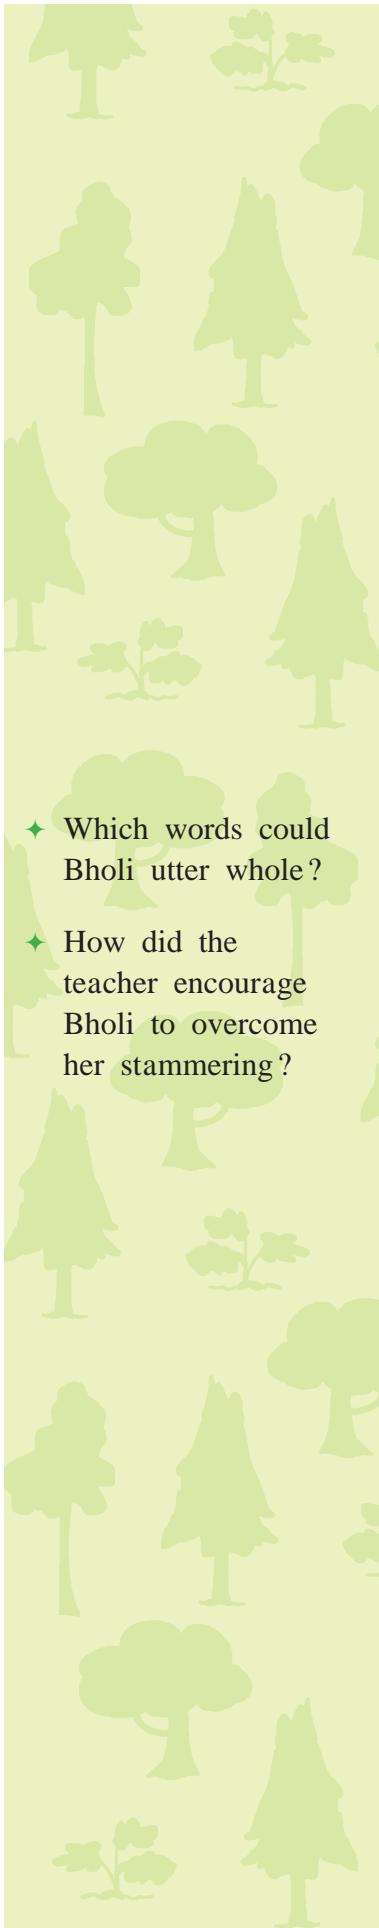 ✦ Which words could
Bholi utter whole?
✦ How did the
teacher encourage
Bholi to overcome
her stammering?